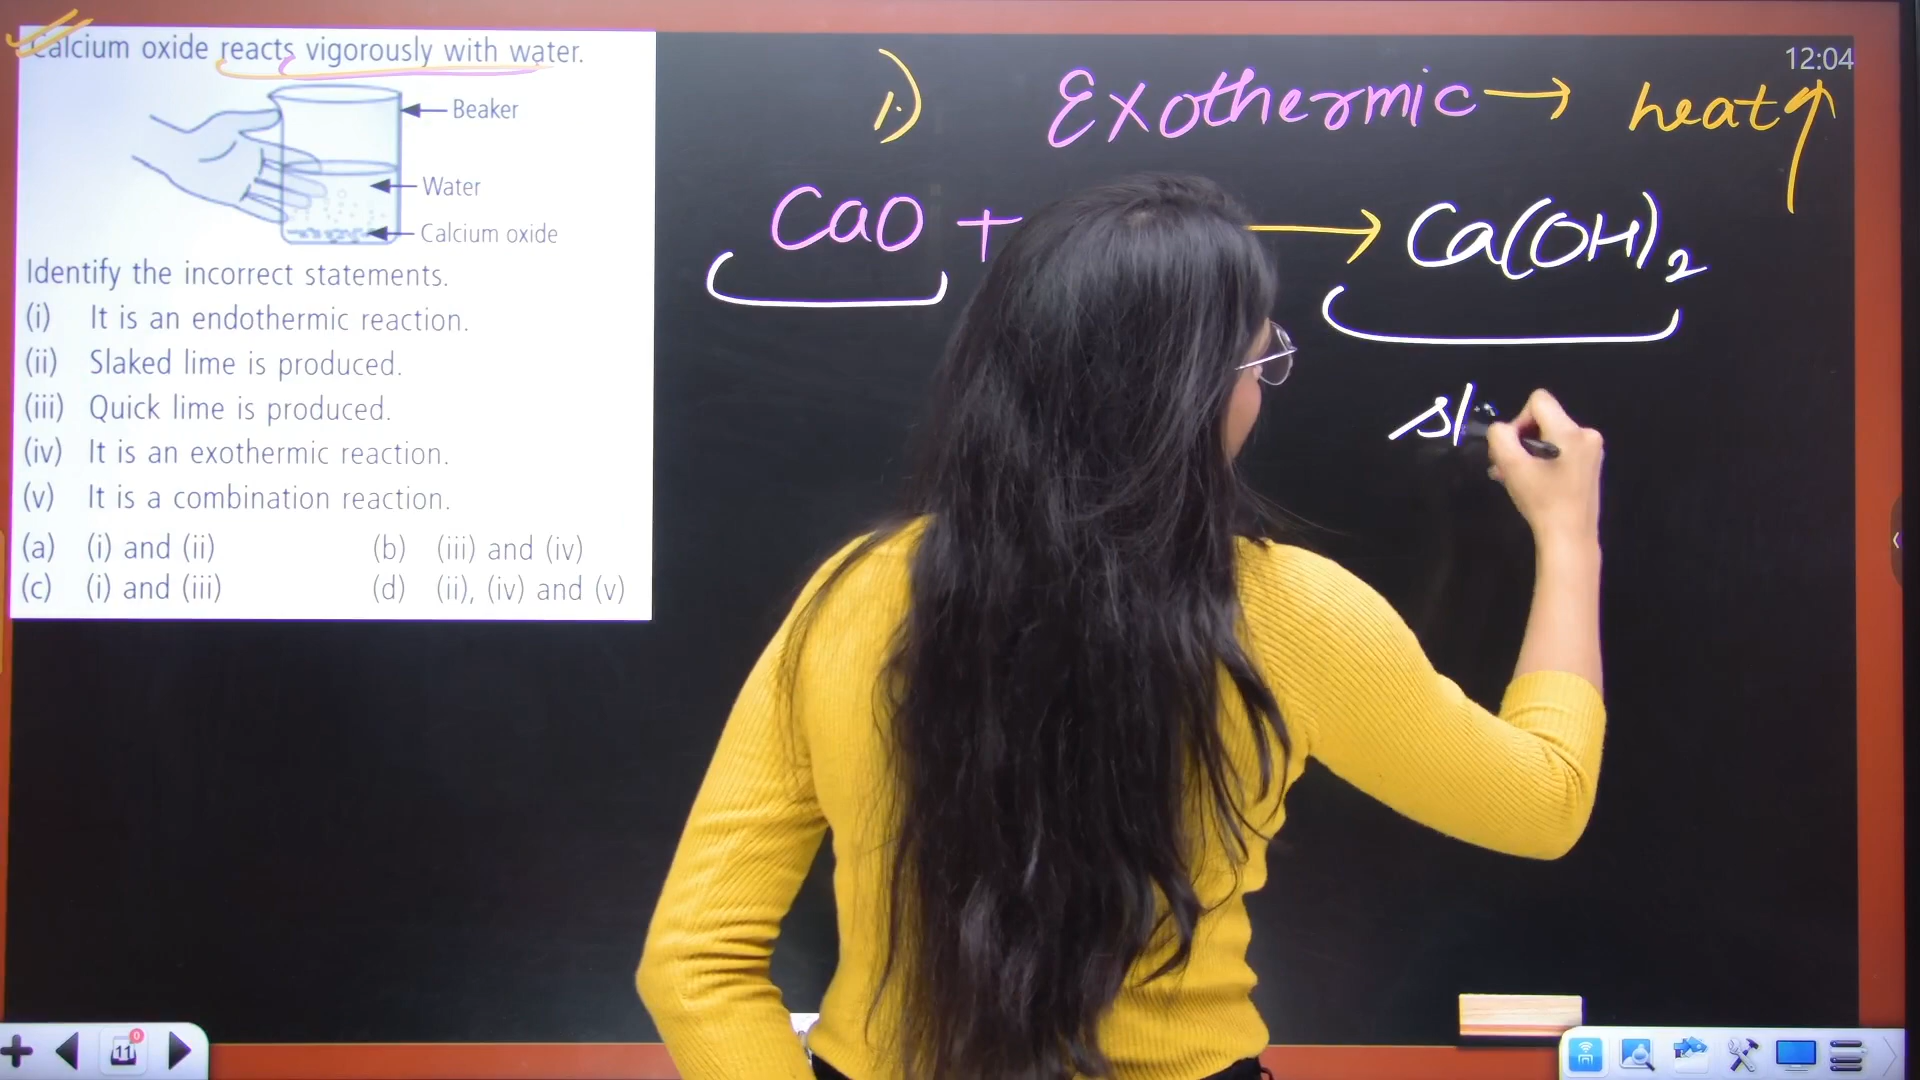 Calcium oxide reacts vigorously with water.
Beaker
Water
Calcium oxide
Identify the incorrect statements.
(i) It is an endothermic reaction.
(ii) Slaked lime is produced.
(iii) Quick lime is produced.
(iv) It is an exothermic reaction.
(v) It is a combination reaction.
(a) (i) and (ii) (b) (iii) and (iv)
(c) (i) and (iii) (d) (ii), (iv) and (v)
12:04
1.) Exothermic → heat ↑
CaO + → Ca(OH)₂
sl
11
0